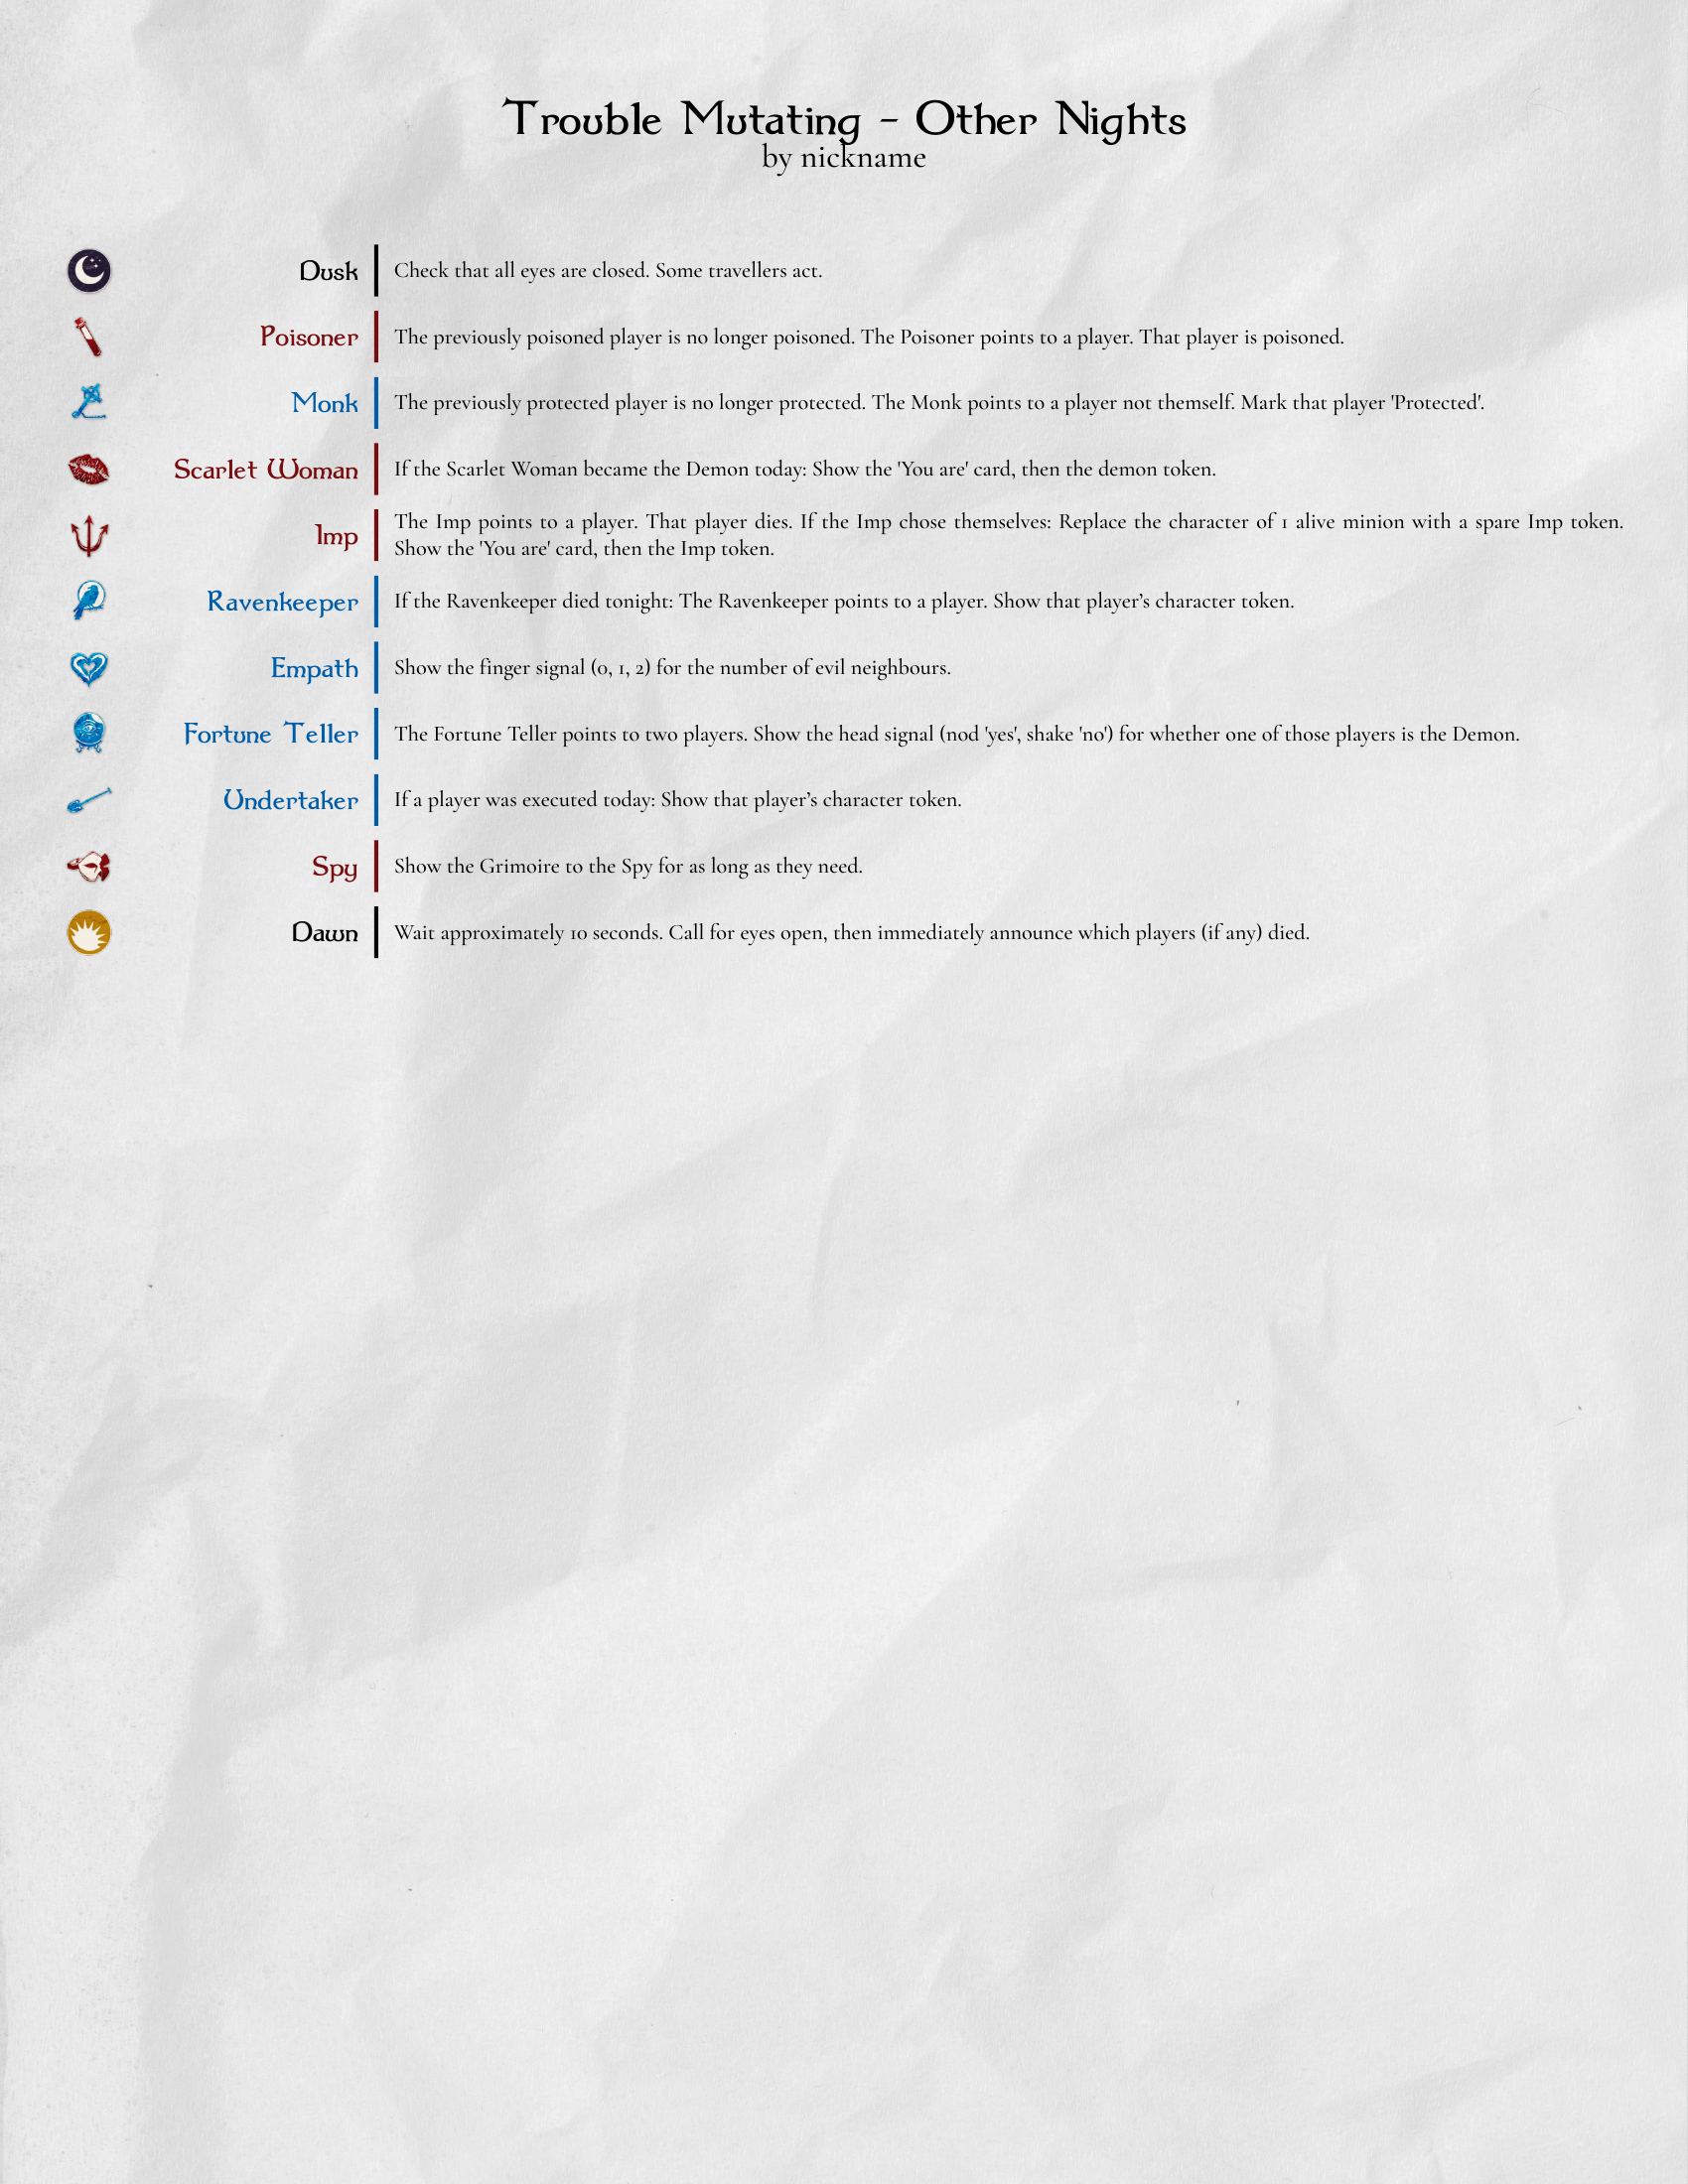 Trouble Mutating - Other Nights
by nickname
Dusk
Check that all eyes are closed. Some travellers act.
Poisoner
The previously poisoned player is no longer poisoned. The Poisoner points to a player. That player is poisoned.
Monk
The previously protected player is no longer protected. The Monk points to a player not themself. Mark that player 'Protected'.
Scarlet Woman
If the Scarlet Woman became the Demon today: Show the 'You are' card, then the demon token.
Imp
The Imp points to a player. That player dies. If the Imp chose themselves: Replace the character of 1 alive minion with a spare Imp token.
Show the 'You are' card, then the Imp token.
Ravenkeeper
If the Ravenkeeper died tonight: The Ravenkeeper points to a player. Show that player’s character token.
Empath
Show the finger signal (0, 1, 2) for the number of evil neighbours.
Fortune Teller
The Fortune Teller points to two players. Show the head signal (nod 'yes', shake 'no') for whether one of those players is the Demon.
Undertaker
If a player was executed today: Show that player’s character token.
Spy
Show the Grimoire to the Spy for as long as they need.
Dawn
Wait approximately 10 seconds. Call for eyes open, then immediately announce which players (if any) died.